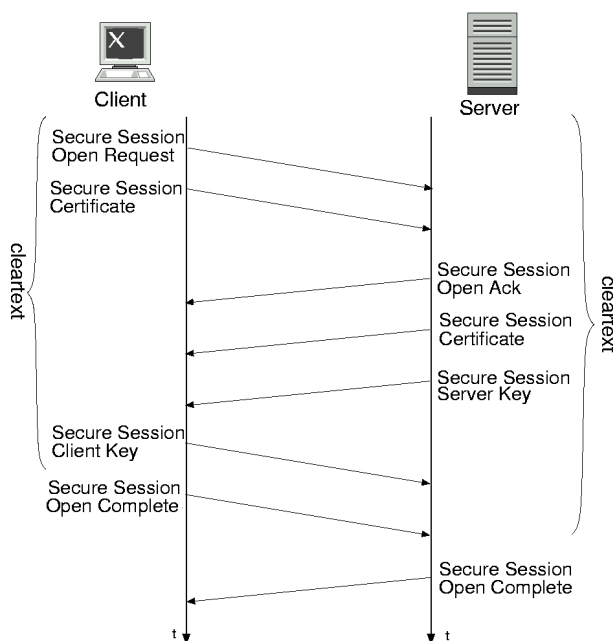 X
Client
Server
Secure Session
Open Request
Secure Session
Certificate
cleartext
Secure Session
Open Ack
Secure Session
Certificate
cleartext
Secure Session
Server Key
Secure Session
Client Key
Secure Session
Open Complete
Secure Session
Open Complete
t
t